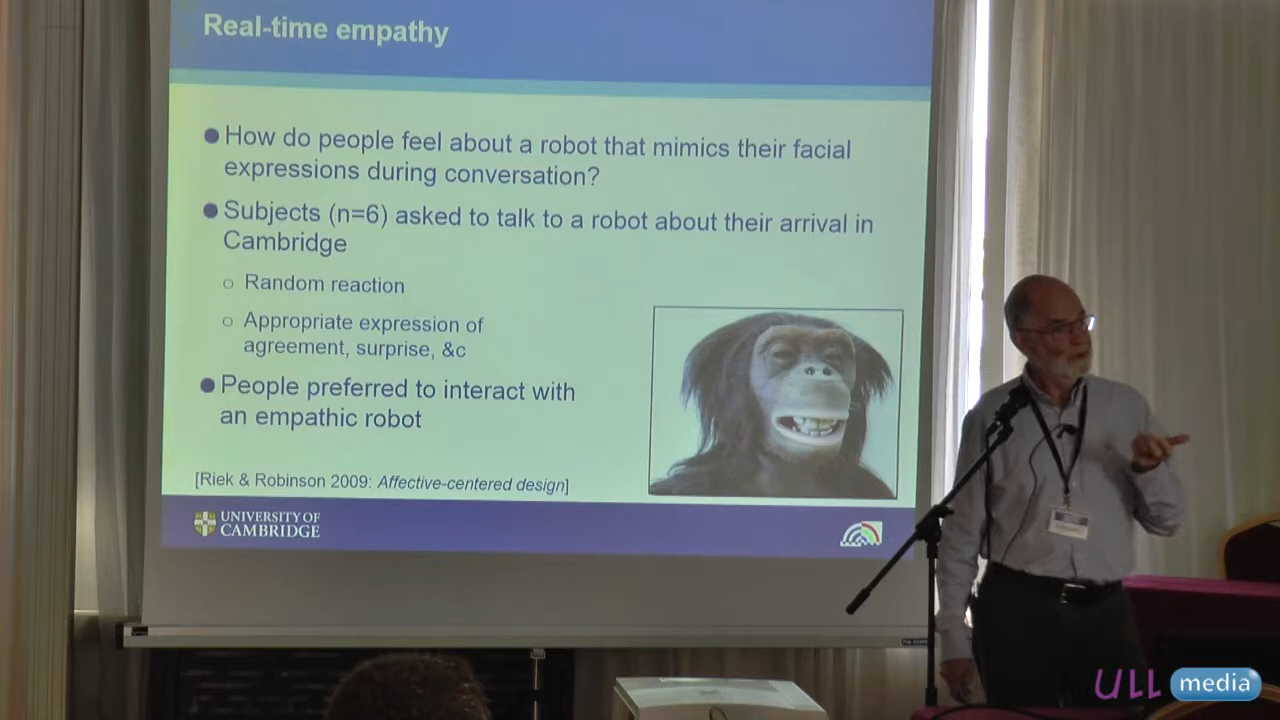 Real-time empathy
● How do people feel about a robot that mimics their facial
expressions during conversation?
● Subjects (n=6) asked to talk to a robot about their arrival in
Cambridge
○ Random reaction
○ Appropriate expression of
agreement, surprise, &c
● People preferred to interact with
an empathic robot
[Riek & Robinson 2009: Affective-centered design]
UNIVERSITY OF
CAMBRIDGE
ULL media